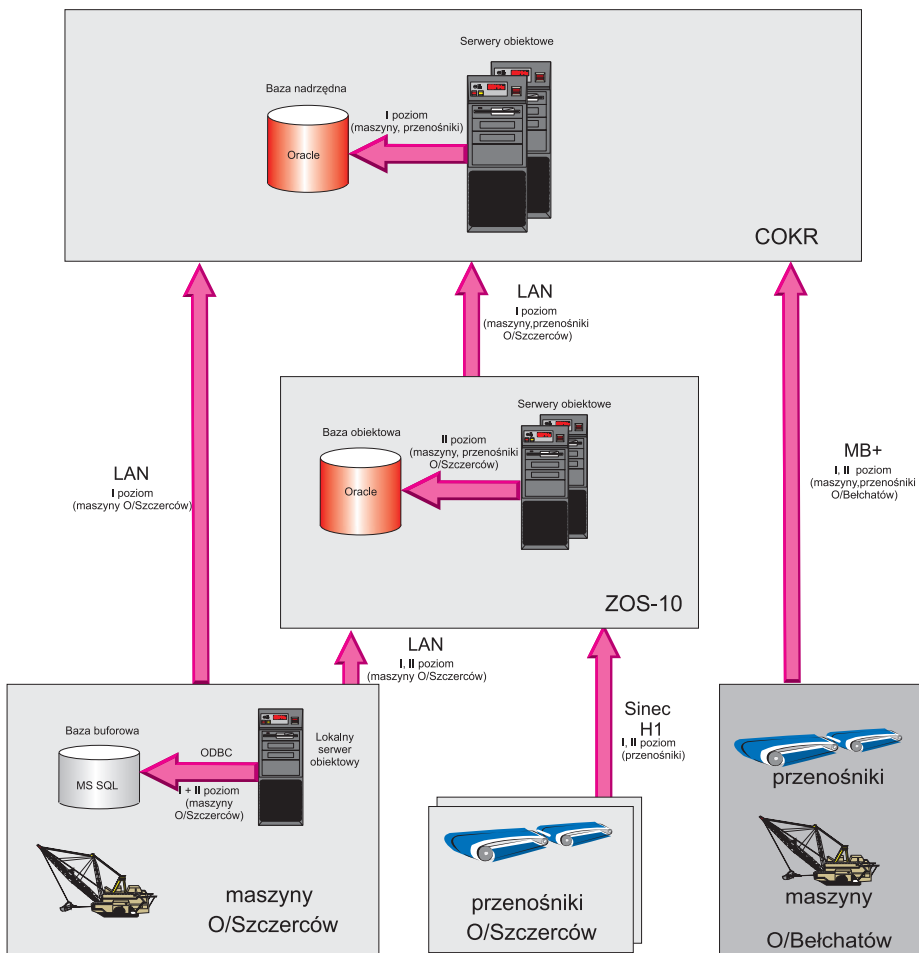 Serwery obiektowe
Baza nadrzędna
I poziom
(maszyny, przenośniki)
Oracle
COKR
LAN
I poziom
(maszyny,przenośniki
O/Szczerców)
Serwery obiektowe
Baza obiektowa
II poziom
(maszyny, przenośniki
O/Szczerców)
Oracle
ZOS-10
LAN
I poziom
(maszyny O/Szczerców)
MB+
I, II poziom
(maszyny,przenośniki
O/Bełchatów)
LAN
I, II poziom
(maszyny O/Szczerców)
Sinec
H1
I, II poziom
(przenośniki)
Baza buforowa
ODBC
Lokalny
serwer
obiektowy
MS SQL
I + II poziom
(maszyny
O/Szczerców)
maszyny
O/Szczerców
przenośniki
O/Szczerców
przenośniki
maszyny
O/Bełchatów